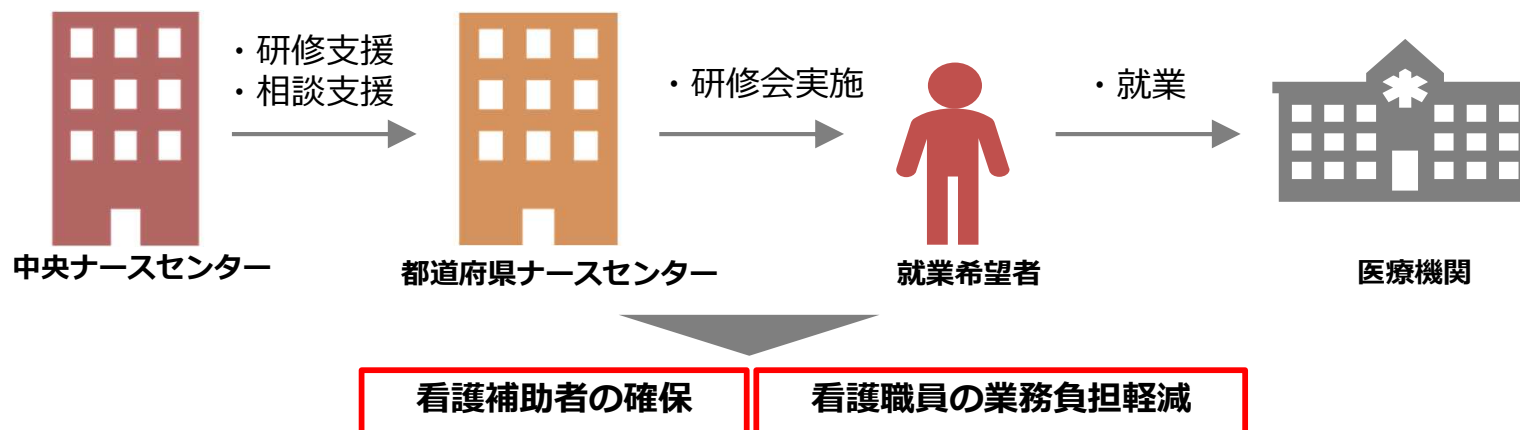 ・研修支援
・相談支援
・研修会実施
・就業
中央ナースセンター
都道府県ナースセンター
就業希望者
医療機関
看護補助者の確保
看護職員の業務負担軽減